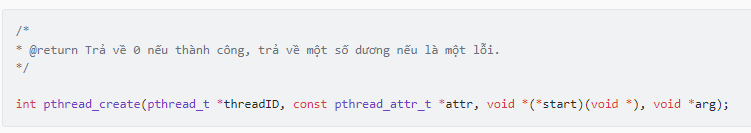 /*
* @return Trả về 0 nếu thành công, trả về một số dương nếu là một lỗi.
*/
int pthread_create(pthread_t *threadID, const pthread_attr_t *attr, void *(*start)(void *), void *arg);